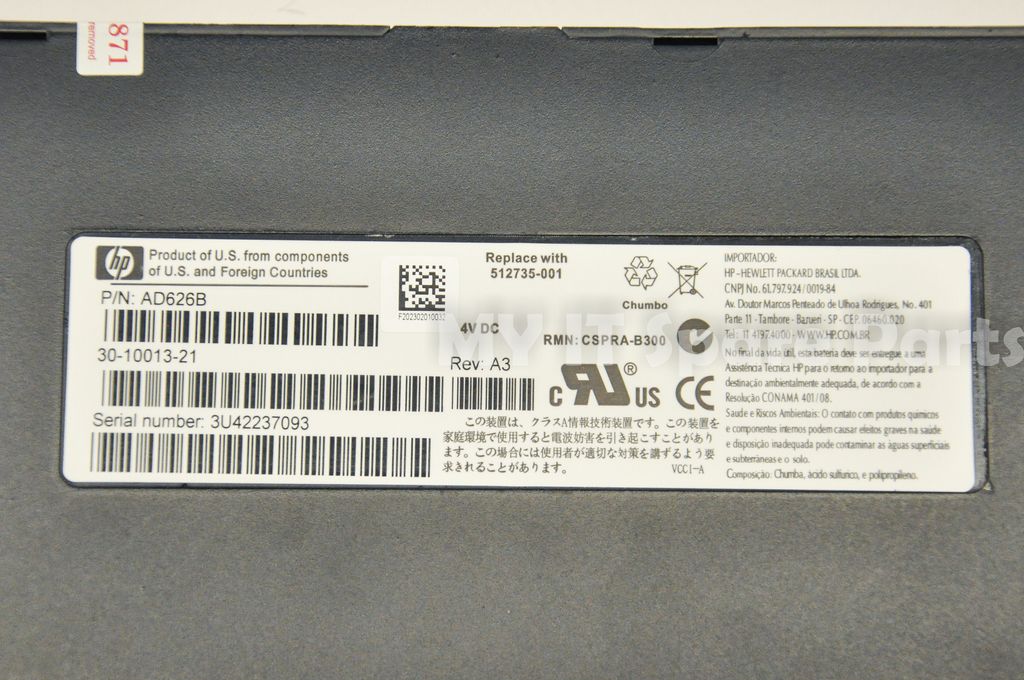 871
removed
hp
Product of U.S. from components
of U.S. and Foreign Countries
P/N: AD626B
30-10013-21
Rev: A3
Serial number: 3U42237093
F202302010032
Replace with
512735-001
4V DC
Chumbo
RMN: CSPRA-B300
C RU ® US CE
この装置は、クラスA情報技術装置です。この装置を
家庭環境で使用すると電波妨害を引き起こすことがあり
ます。この場合には使用者が適切な対策を講ずるよう要
求されることがあります。
VCCI-A
IMPORTADOR:
HP - HEWLETT PACKARD BRASIL LTDA.
CNPJ No. 61.797.924 / 0019-84
Av. Doutor Marcos Penteado de Ulhoa Rodrigues, No. 401
Parte 11 - Tambore - Barueri - SP - CEP. 06460.020
Tel: 11 4197.4000 - WWW.HP.COM.BR
No final da vida útil, esta bateria deve ser entregue a uma
Assistência Técnica HP para o retorno ao importador para a
destinação ambientalmente adequada, de acordo com a
Resolução CONAMA 401 / 08.
Saude e Riscos Ambientais: O contato com produtos químicos
e componentes internos podem causar efeitos graves na saúde
e disposição inadequada pode contaminar as águas superficiais
e subterrâneas e o solo.
Composição: Chumba, ácido sulfurico, e polipropileno.
MY IT Spare Parts